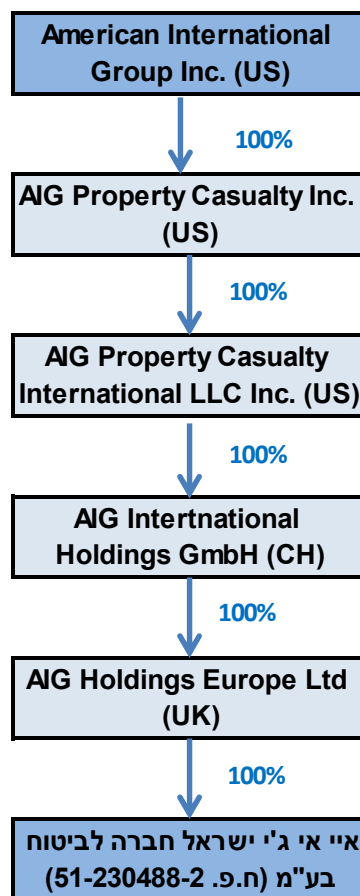 American International
Group Inc. (US)
100%
AIG Property Casualty Inc.
(US)
100%
AIG Property Casualty
International LLC Inc. (US)
100%
AIG Intertnational
Holdings GmbH (CH)
100%
AIG Holdings Europe Ltd
(UK)
100%
איי אי ג'י ישראל חברה לביטוח
בע"מ (ח.פ. 51-230488-2)